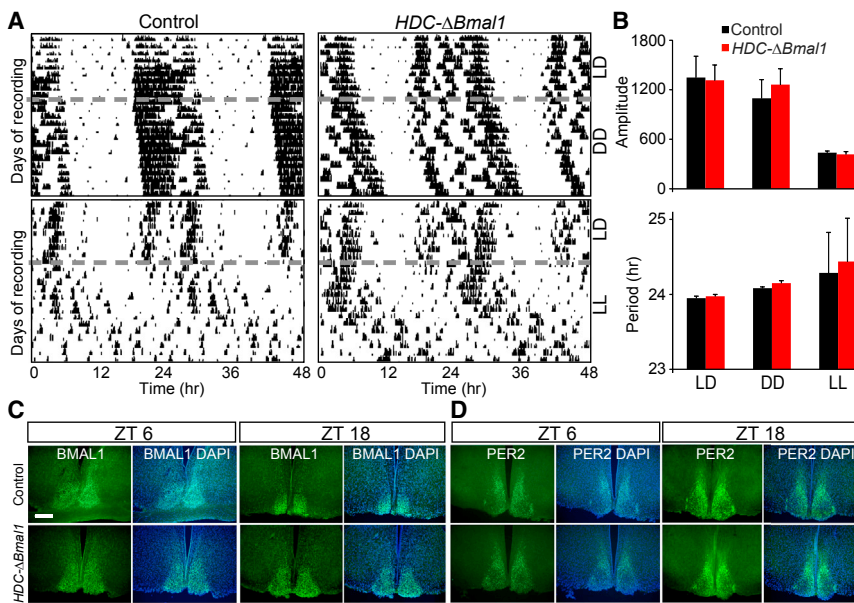 A
Control
HDC-ΔBmal1
Days of recording
LD
DD
Days of recording
LD
LL
0 12 24 36 48
Time (hr)
0 12 24 36 48
Time (hr)
B
Control
HDC-ΔBmal1
Amplitude
1800
1200
600
0
Period (hr)
25
24
23
LD DD LL
C
ZT 6 ZT 18
BMAL1 BMAL1 DAPI BMAL1 BMAL1 DAPI
Control
HDC-ΔBmal1
D
ZT 6 ZT 18
PER2 PER2 DAPI PER2 PER2 DAPI